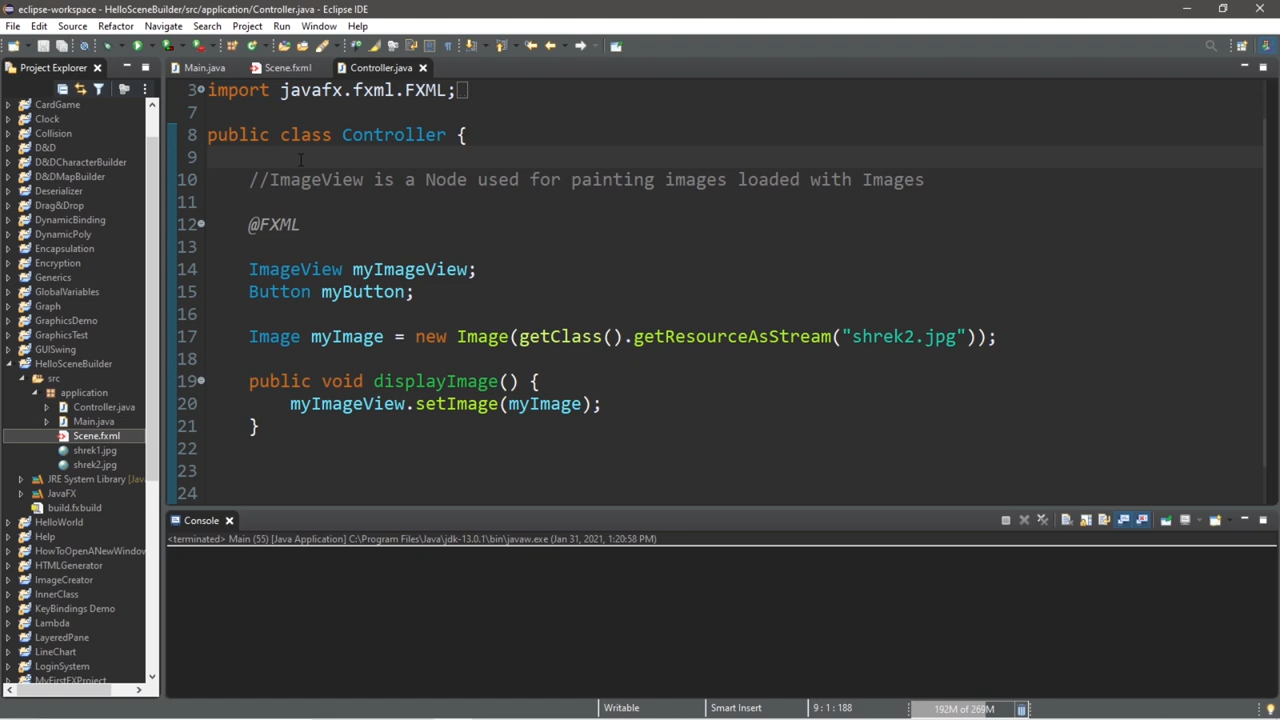 eclipse-workspace - HelloSceneBuilder/src/application/Controller.java - Eclipse IDE
File Edit Source Refactor Navigate Search Project Run Window Help
Project Explorer
Main.java Scene.fxml Controller.java
CardGame
Clock
Collision
D&D
D&DCharacterBuilder
D&DMapBuilder
Deserializer
Drag&Drop
DynamicBinding
DynamicPoly
Encapsulation
Encryption
Generics
GlobalVariables
Graph
GraphicsDemo
GraphicsTest
GUISwing
HelloSceneBuilder
src
application
Controller.java
Main.java
Scene.fxml
shrek1.jpg
shrek2.jpg
JRE System Library [Jav
JavaFX
build.fxbuild
HelloWorld
Help
HowToOpenANewWindow
HTMLGenerator
ImageCreator
InnerClass
KeyBindings Demo
Lambda
LayeredPane
LineChart
LoginSystem
MyFirstFXProject
3 import javafx.fxml.FXML;
7
8 public class Controller {
9
10 //ImageView is a Node used for painting images loaded with Images
11
12 @FXML
13
14 ImageView myImageView;
15 Button myButton;
16
17 Image myImage = new Image(getClass().getResourceAsStream("shrek2.jpg"));
18
19 public void displayImage() {
20 myImageView.setImage(myImage);
21 }
22
23
24
Console
<terminated> Main (55) [Java Application] C:\Program Files\Java\jdk-13.0.1\bin\javaw.exe (Jan 31, 2021, 1:20:58 PM)
Writable Smart Insert 9 : 1 : 188 192M of 269M